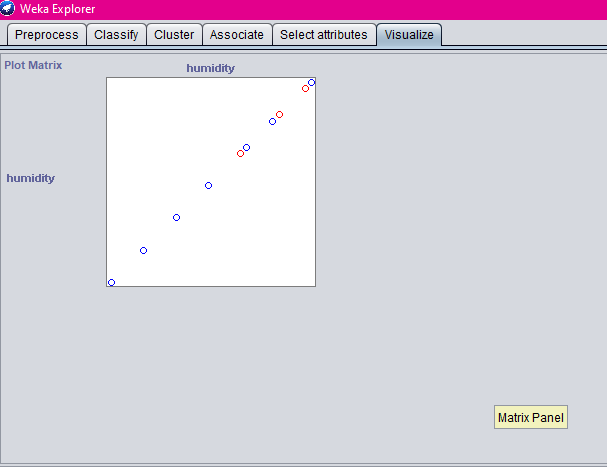 Weka Explorer
Preprocess Classify Cluster Associate Select attributes Visualize
Plot Matrix
humidity
humidity
Matrix Panel